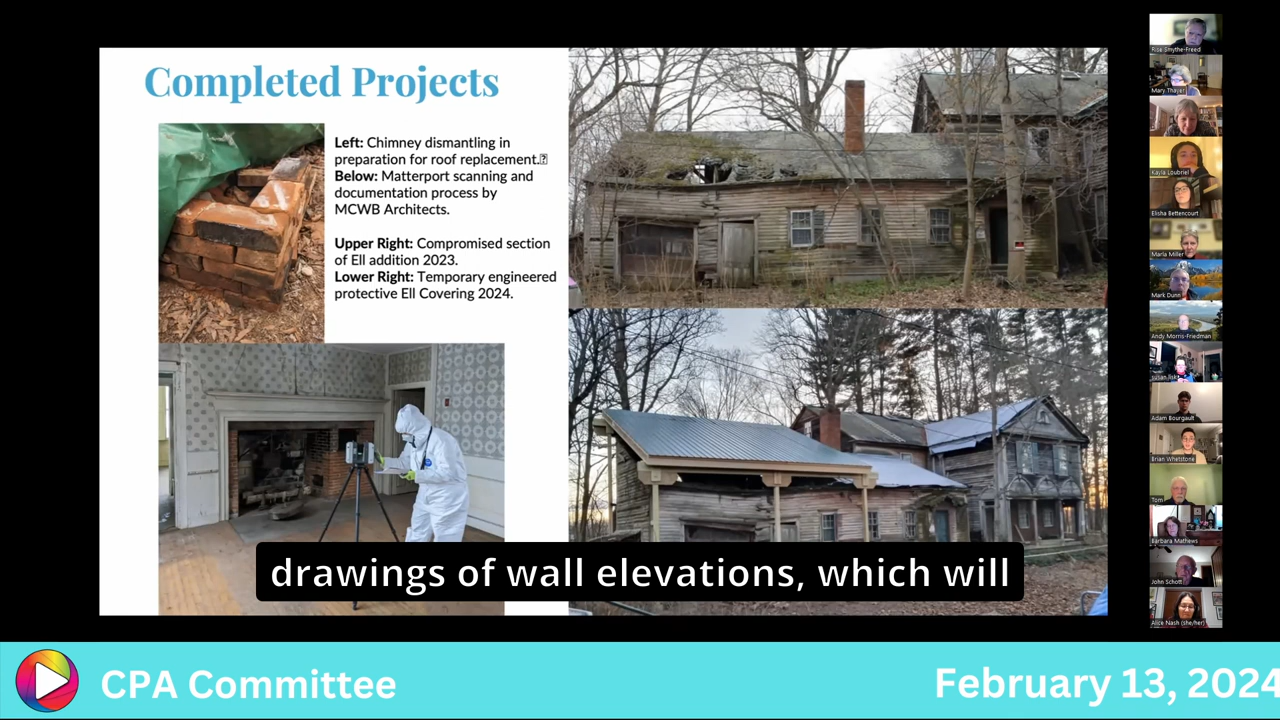 Completed Projects
Left: Chimney dismantling in
preparation for roof replacement.
Below: Matterport scanning and
documentation process by
MCWB Architects.
Upper Right: Compromised section
of Ell addition 2023.
Lower Right: Temporary engineered
protective Ell Covering 2024.
drawings of wall elevations, which will
Rise Smythe-Freed
Mary Thayer
Kayla Loubriel
Elisha Bettencourt
Marla Miller
Mark Dunn
Andy Morris-Friedman
Adam Bourgault
Brian Whetstone
Tom
Barbara Mathews
John Schott
Alice Nash (she/her)
CPA Committee
February 13, 2024